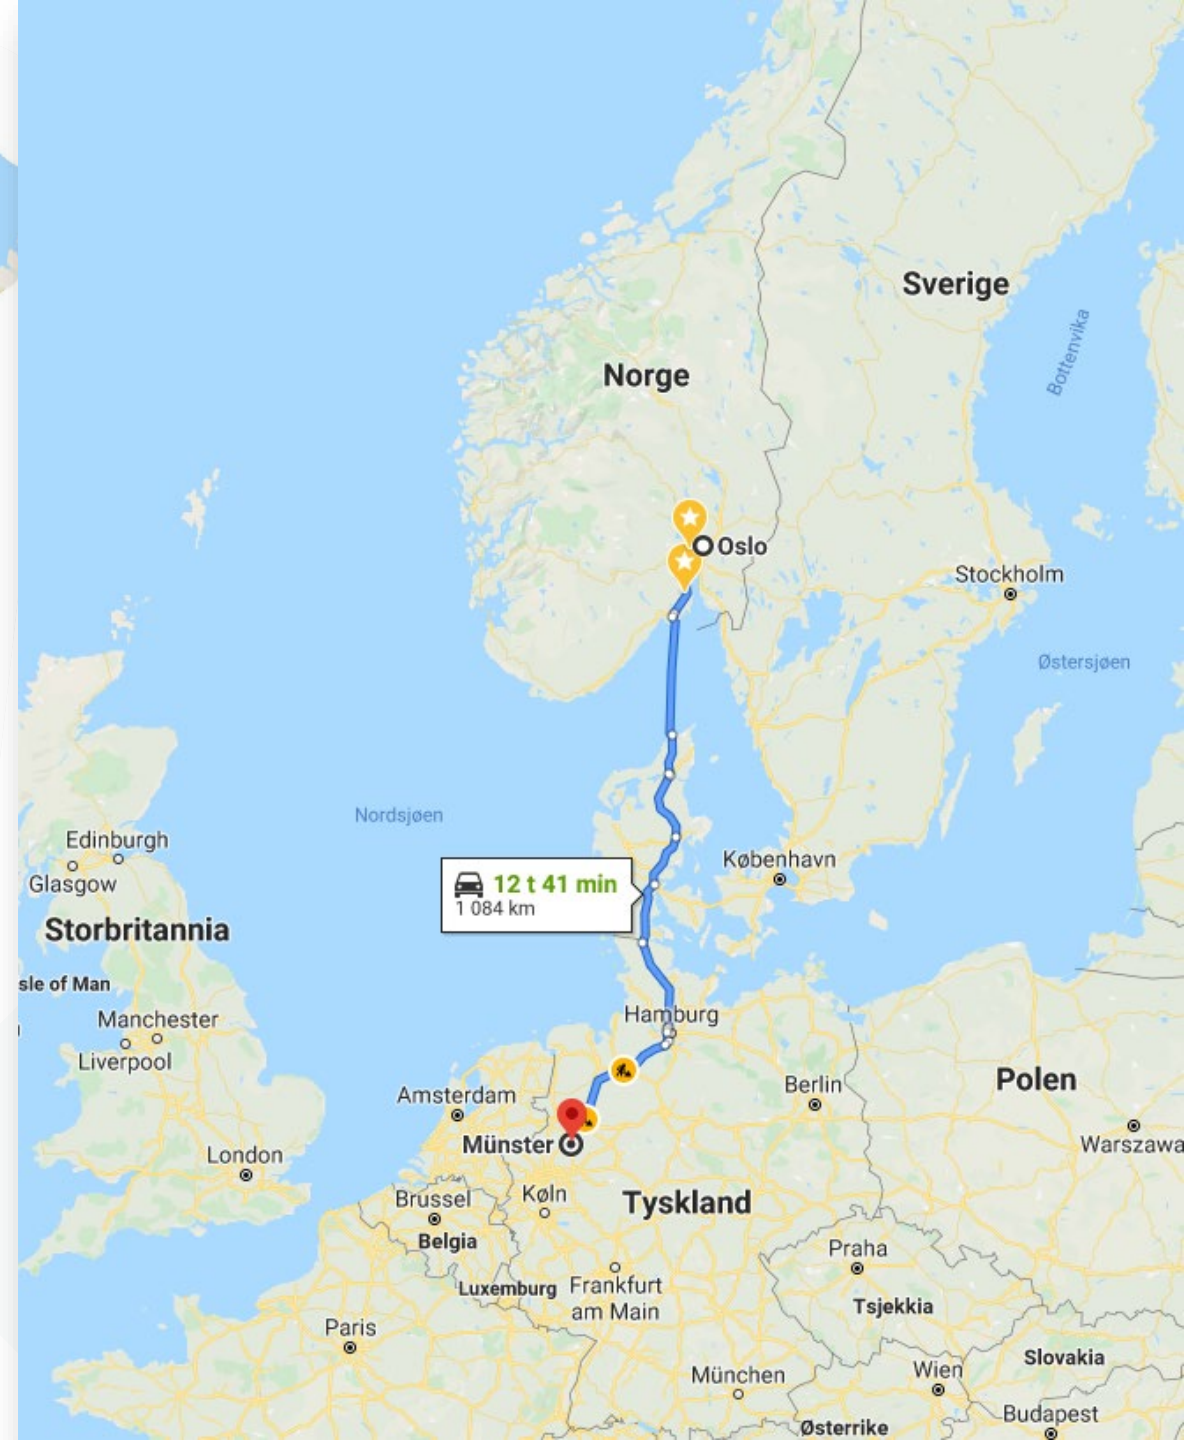 Sverige
Bottenvika
Norge
Oslo
Stockholm
Østersjøen
Nordsjøen
Edinburgh
Glasgow
København
12 t 41 min
1 084 km
Storbritannia
sle of Man
Hamburg
Manchester
Liverpool
Amsterdam
Berlin
Polen
Münster
Warszawa
London
Brussel
Køln
Tyskland
Belgia
Praha
Luxemburg
Frankfurt
am Main
Tsjekkia
Paris
Slovakia
München
Wien
Budapest
Østerrike